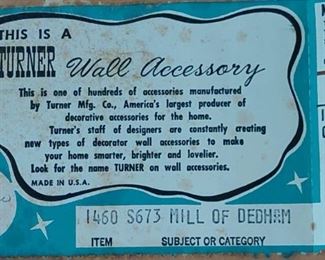 THIS IS A
TURNER Wall Accessory
This is one of hundreds of accessories manufactured
by Turner Mfg. Co., America's largest producer of
decorative accessories for the home.
Turner's staff of designers are constantly creating
new types of decorator wall accessories to make
your home smarter, brighter and lovelier.
Look for the name TURNER on wall accessories.
MADE IN U.S.A.
1460 S673 MILL OF DEDHAM
ITEM SUBJECT OR CATEGORY